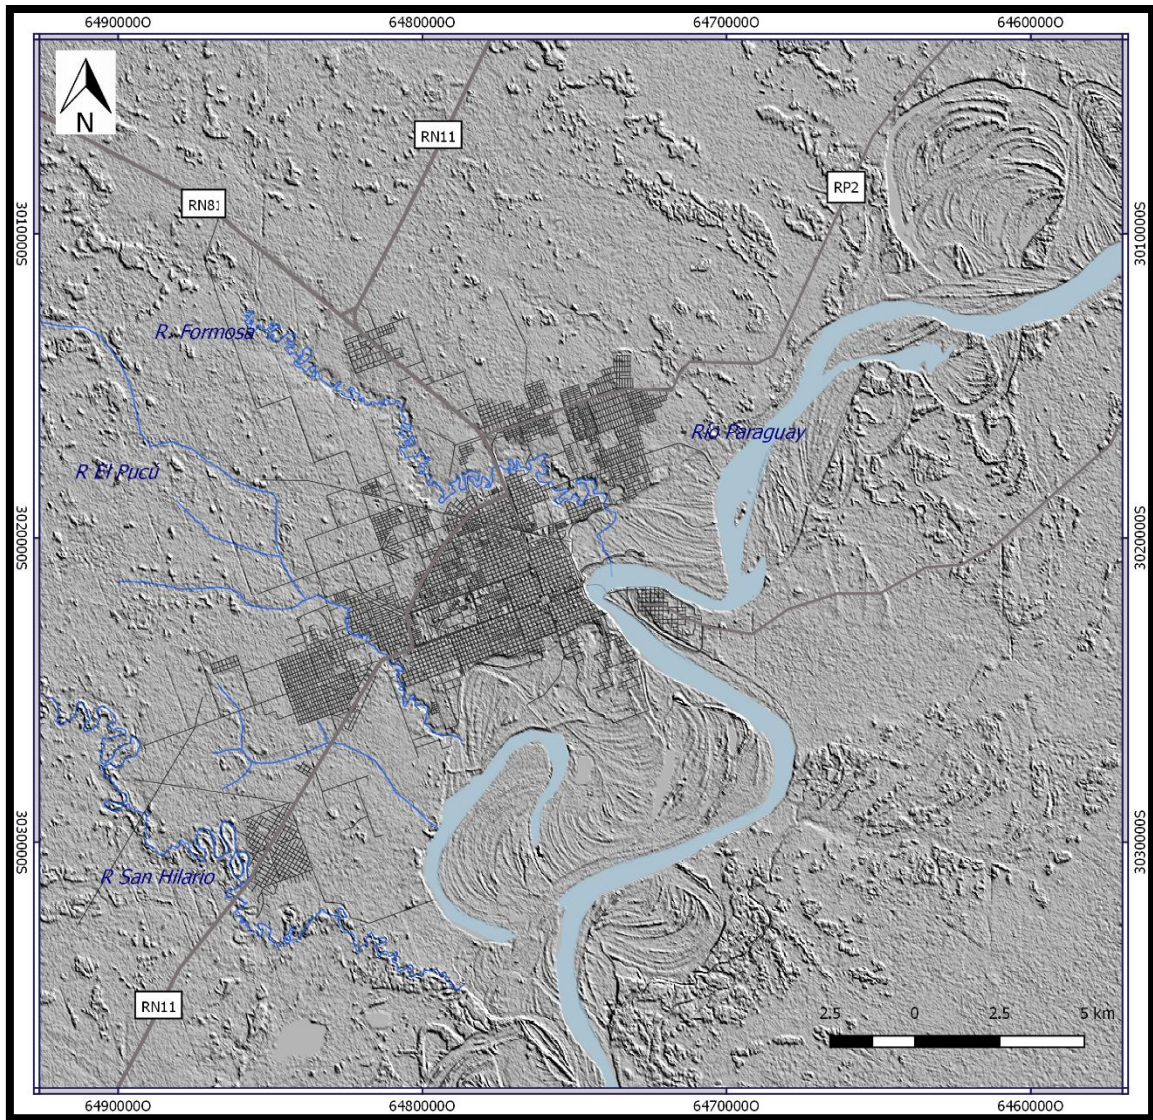 6490000O 6480000O 6470000O 6460000O
N
RN11
RN81
RP2
3010000S 3010000S
R. Formosa
Río Paraguay
R El Pucú
3020000S 3020000S
3030000S 3030000S
R San Hilario
RN11
2.5 0 2.5 5 km
6490000O 6480000O 6470000O 6460000O